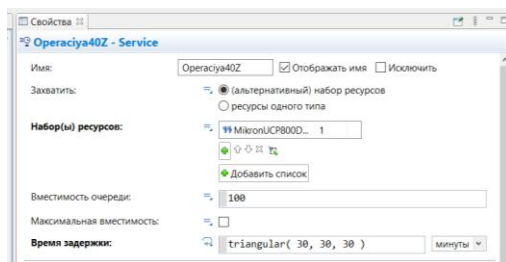 Свойства
Operaciya40Z - Service
Имя: Operaciya40Z Отображать имя Исключить
Захватить: (альтернативный) набор ресурсов
ресурсы одного типа
Набор(ы) ресурсов: MikronUCP800D... 1
Добавить список
Вместимость очереди: 100
Максимальная вместимость:
Время задержки: triangular( 30, 30, 30 ) минуты